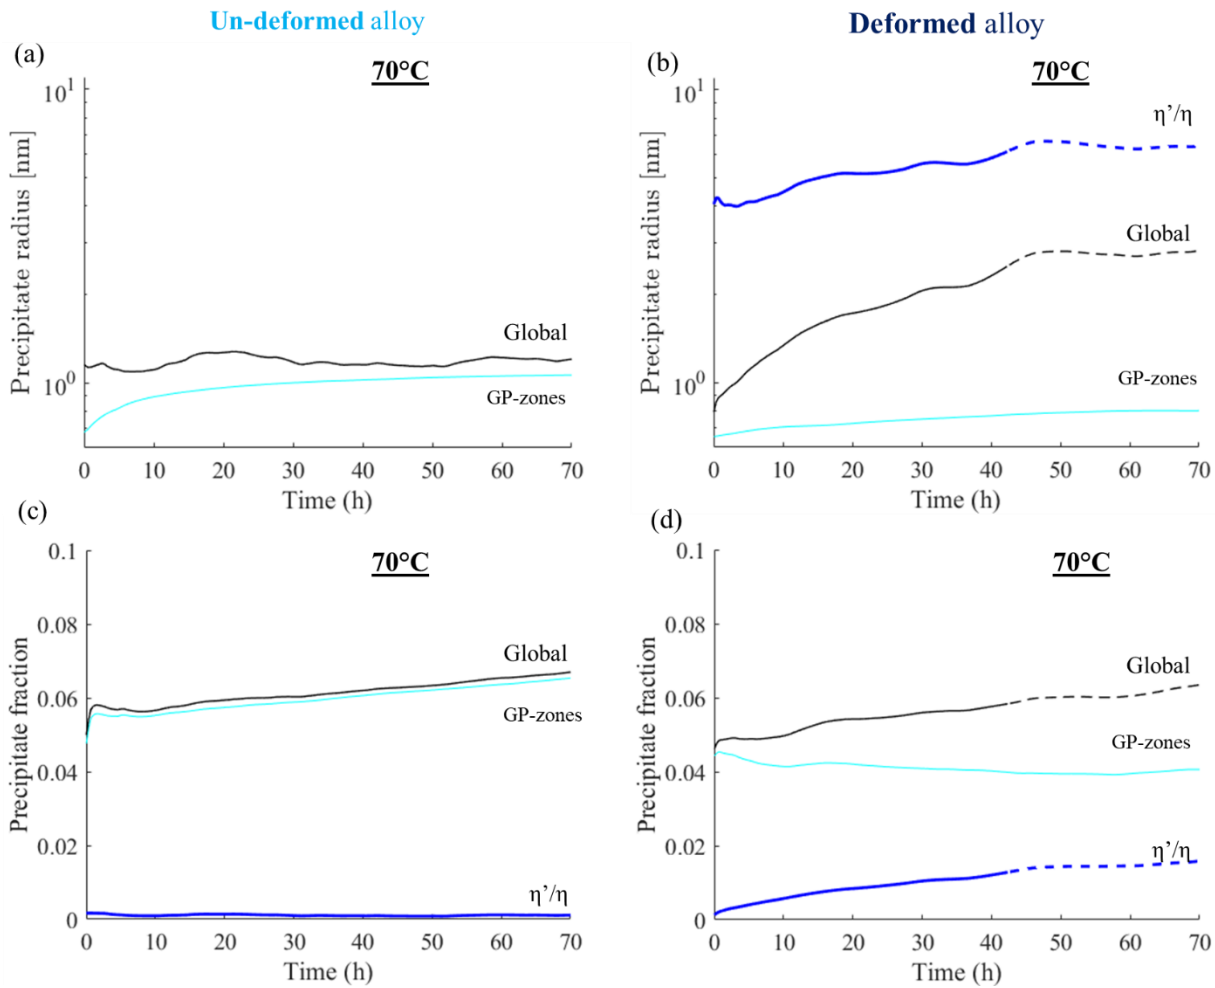 Un-deformed alloy
Deformed alloy
(a)
70°C
10¹
10⁰
Precipitate radius [nm]
Global
GP-zones
0 10 20 30 40 50 60 70
Time (h)
(b)
70°C
10¹
10⁰
Precipitate radius [nm]
η’/η
Global
GP-zones
0 10 20 30 40 50 60 70
Time (h)
(c)
70°C
0.1
0.08
0.06
0.04
0.02
0
Precipitate fraction
Global
GP-zones
η’/η
0 10 20 30 40 50 60 70
Time (h)
(d)
70°C
0.1
0.08
0.06
0.04
0.02
0
Precipitate fraction
Global
GP-zones
η’/η
0 10 20 30 40 50 60 70
Time (h)